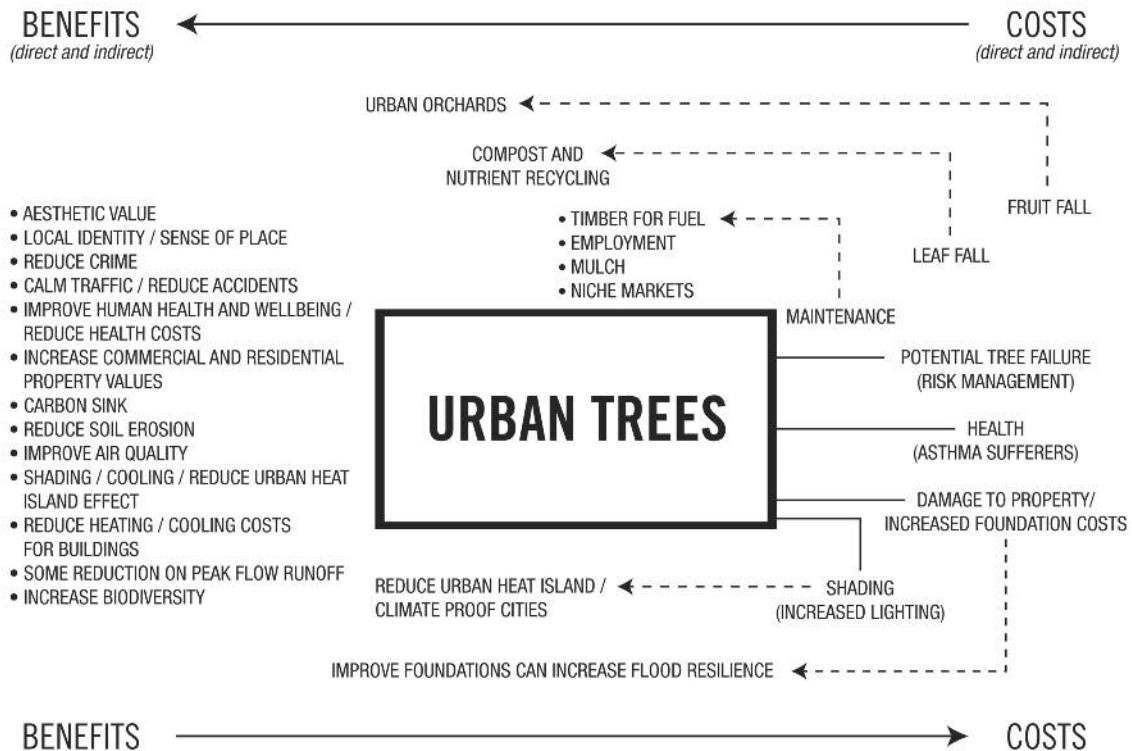 BENEFITS
(direct and indirect)
COSTS
(direct and indirect)
URBAN ORCHARDS
COMPOST AND
NUTRIENT RECYCLING
FRUIT FALL
• AESTHETIC VALUE
• LOCAL IDENTITY / SENSE OF PLACE
• REDUCE CRIME
• CALM TRAFFIC / REDUCE ACCIDENTS
• IMPROVE HUMAN HEALTH AND WELLBEING /
REDUCE HEALTH COSTS
• INCREASE COMMERCIAL AND RESIDENTIAL
PROPERTY VALUES
• CARBON SINK
• REDUCE SOIL EROSION
• IMPROVE AIR QUALITY
• SHADING / COOLING / REDUCE URBAN HEAT
ISLAND EFFECT
• REDUCE HEATING / COOLING COSTS
FOR BUILDINGS
• SOME REDUCTION ON PEAK FLOW RUNOFF
• INCREASE BIODIVERSITY
• TIMBER FOR FUEL
• EMPLOYMENT
• MULCH
• NICHE MARKETS
LEAF FALL
MAINTENANCE
URBAN TREES
POTENTIAL TREE FAILURE
(RISK MANAGEMENT)
HEALTH
(ASTHMA SUFFERERS)
DAMAGE TO PROPERTY/
INCREASED FOUNDATION COSTS
REDUCE URBAN HEAT ISLAND /
CLIMATE PROOF CITIES
SHADING
(INCREASED LIGHTING)
IMPROVE FOUNDATIONS CAN INCREASE FLOOD RESILIENCE
BENEFITS
COSTS